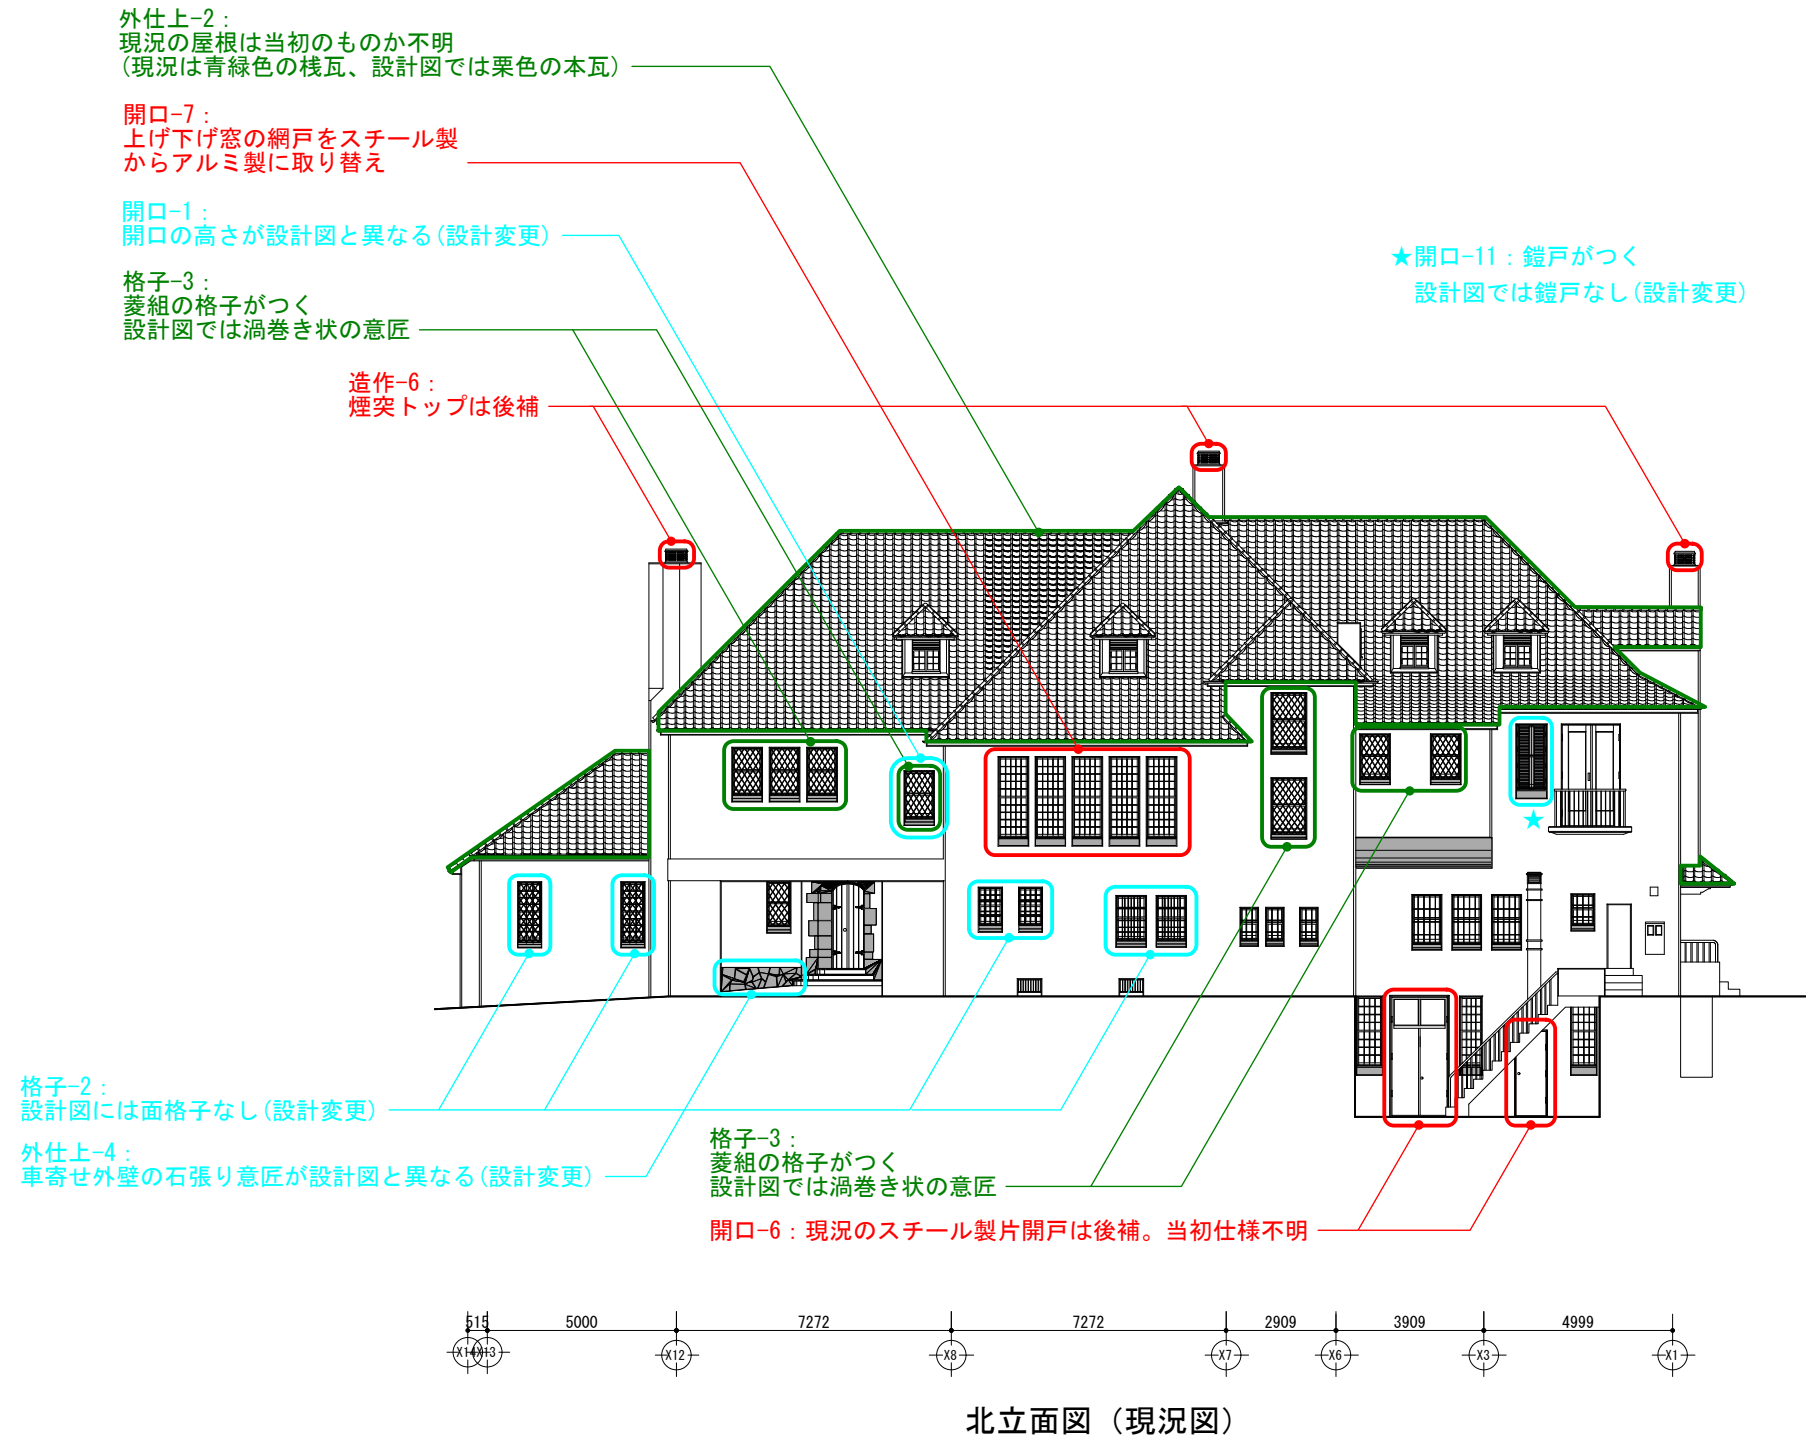 外仕上−2：
現況の屋根は当初のものか不明
(現況は青緑色の桟瓦、設計図では栗色の本瓦)
開口−7：
上げ下げ窓の網戸をスチール製
からアルミ製に取り替え
開口−1：
開口の高さが設計図と異なる(設計変更)
★開口−11：鎧戸がつく
設計図では鎧戸なし(設計変更)
格子−3：
菱組の格子がつく
設計図では渦巻き状の意匠
造作−6：
煙突トップは後補
★
格子−2：
設計図には面格子なし(設計変更)
外仕上−4：
車寄せ外壁の石張り意匠が設計図と異なる(設計変更)
格子−3：
菱組の格子がつく
設計図では渦巻き状の意匠
開口−6：現況のスチール製片開戸は後補。当初仕様不明
515 5000 7272 7272 2909 3909 4999
X14 X13 X12 X8 X7 X6 X3 X1
北立面図（現況図）